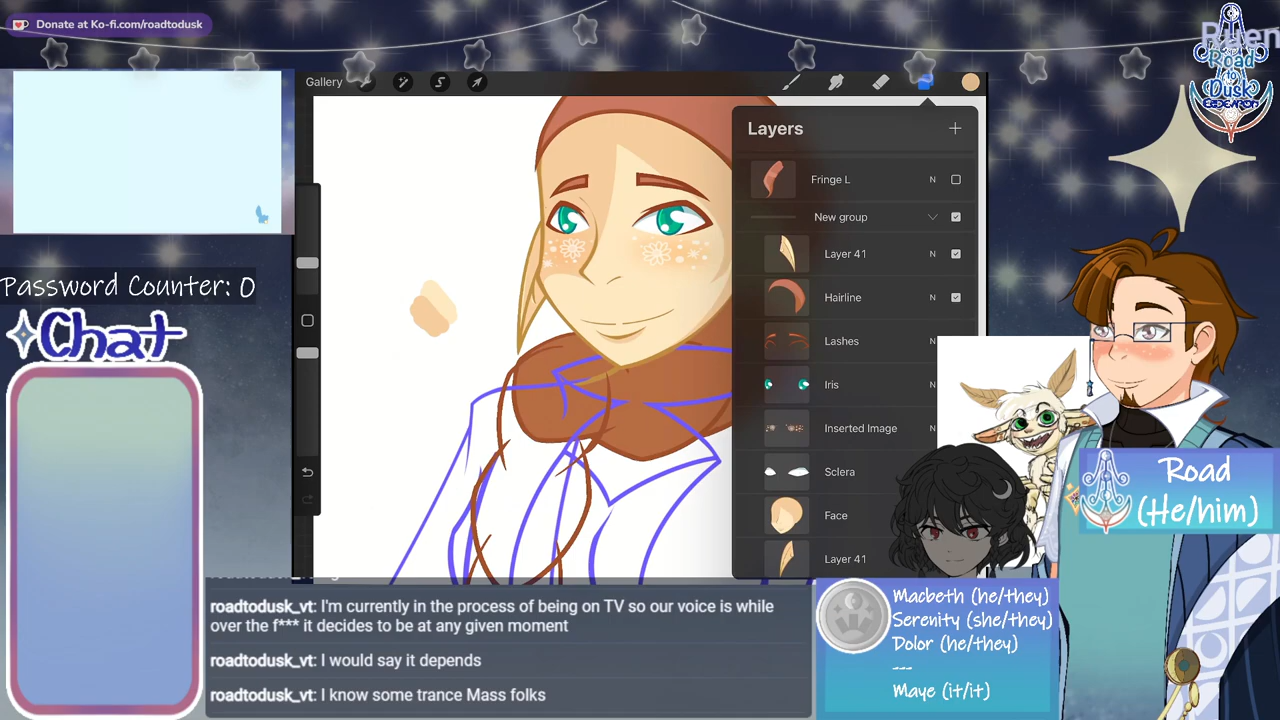 Donate at Ko-fi.com/roadtodusk
Ruen
Road
to
Dusk
Gallery
Layers
Fringe L
N
New group
Layer 41
N
Hairline
N
Lashes
N
Iris
N
Inserted Image
N
Sclera
Face
Layer 41
Password Counter: 0
Chat
Road
(He/him)
roadtodusk_vt: I'm currently in the process of being on TV so our voice is while
over the f*** it decides to be at any given moment
roadtodusk_vt: I would say it depends
roadtodusk_vt: I know some trance Mass folks
Macbeth (he/they)
Serenity (she/they)
Dolor (he/they)
---
Maye (it/it)